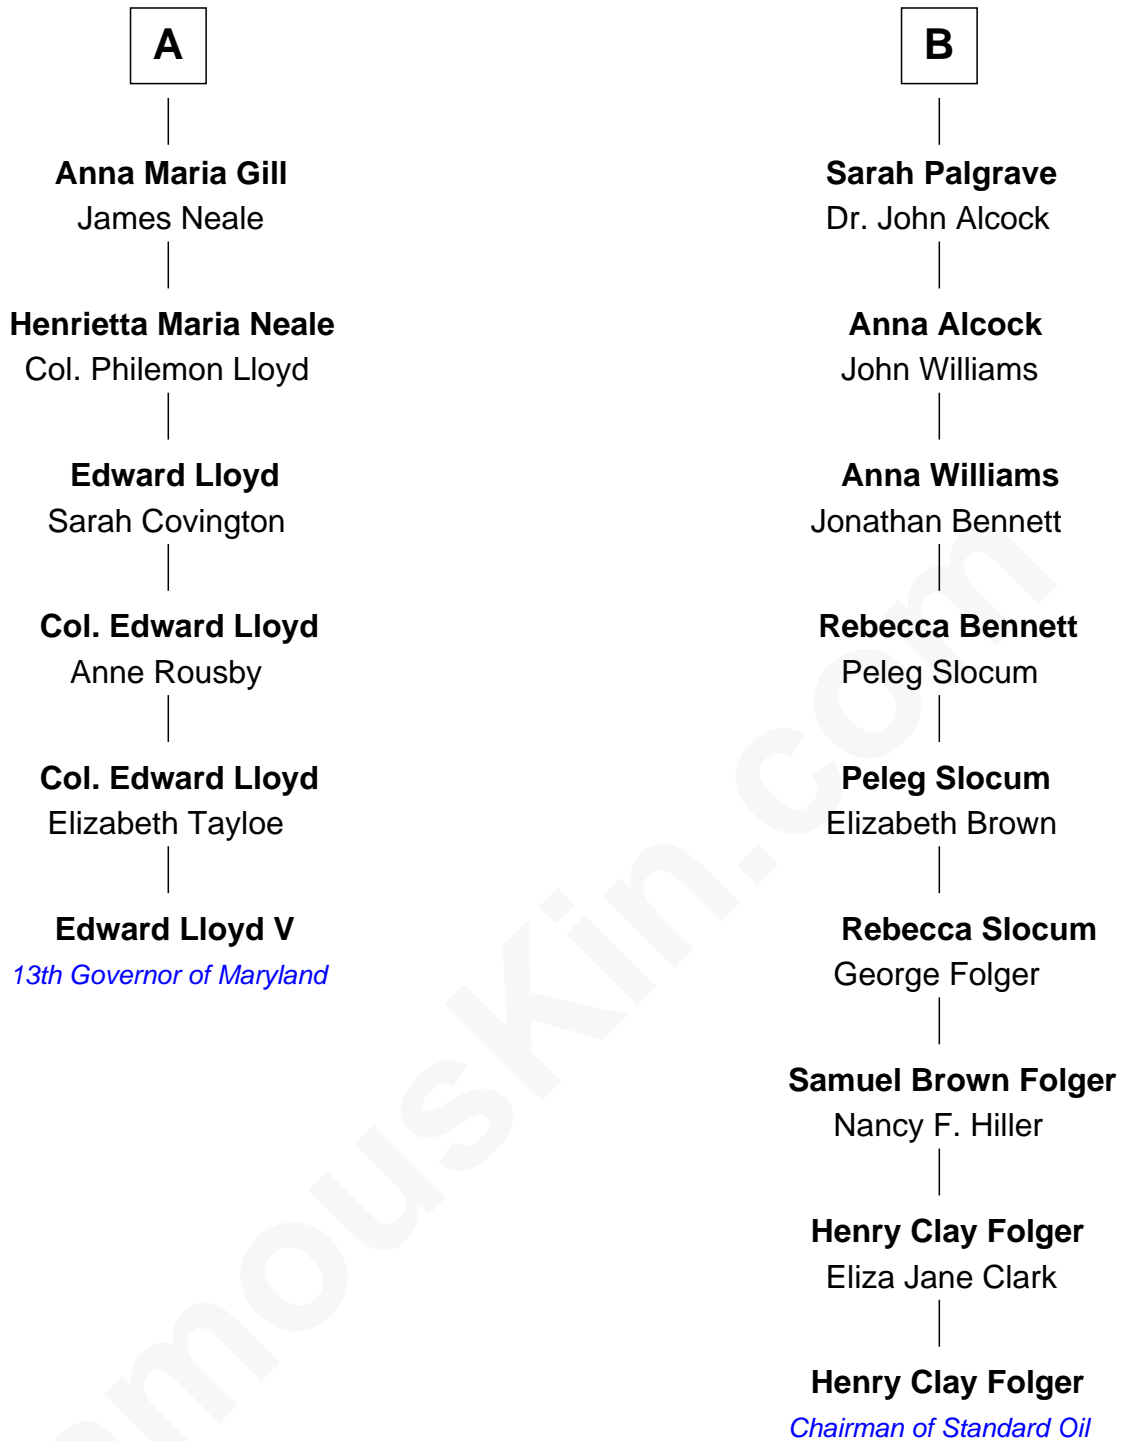 A
Anna Maria Gill
James Neale
Henrietta Maria Neale
Col. Philemon Lloyd
Edward Lloyd
Sarah Covington
Col. Edward Lloyd
Anne Rousby
Col. Edward Lloyd
Elizabeth Tayloe
Edward Lloyd V
13th Governor of Maryland
B
Sarah Palgrave
Dr. John Alcock
Anna Alcock
John Williams
Anna Williams
Jonathan Bennett
Rebecca Bennett
Peleg Slocum
Peleg Slocum
Elizabeth Brown
Rebecca Slocum
George Folger
Samuel Brown Folger
Nancy F. Hiller
Henry Clay Folger
Eliza Jane Clark
Henry Clay Folger
Chairman of Standard Oil
amouskin.com